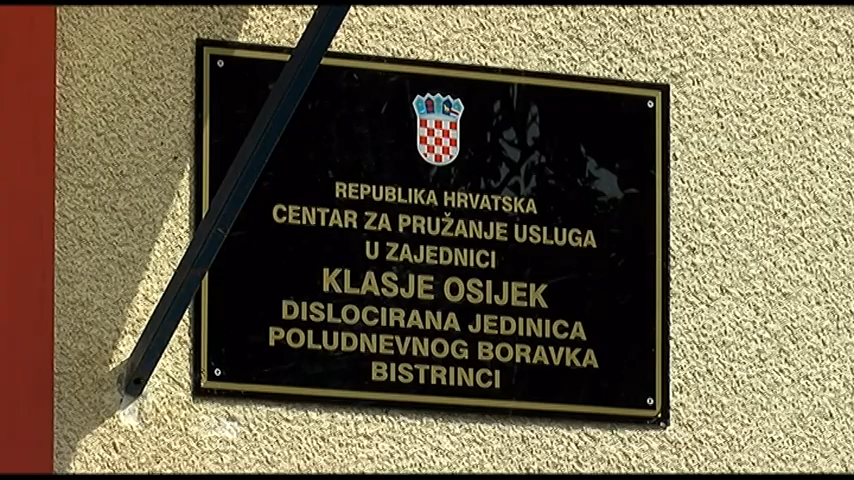 REPUBLIKA HRVATSKA
CENTAR ZA PRUŽANJE USLUGA
U ZAJEDNICI
KLASJE OSIJEK
DISLOCIRANA JEDINICA
POLUDNEVNOG BORAVKA
BISTRINCI